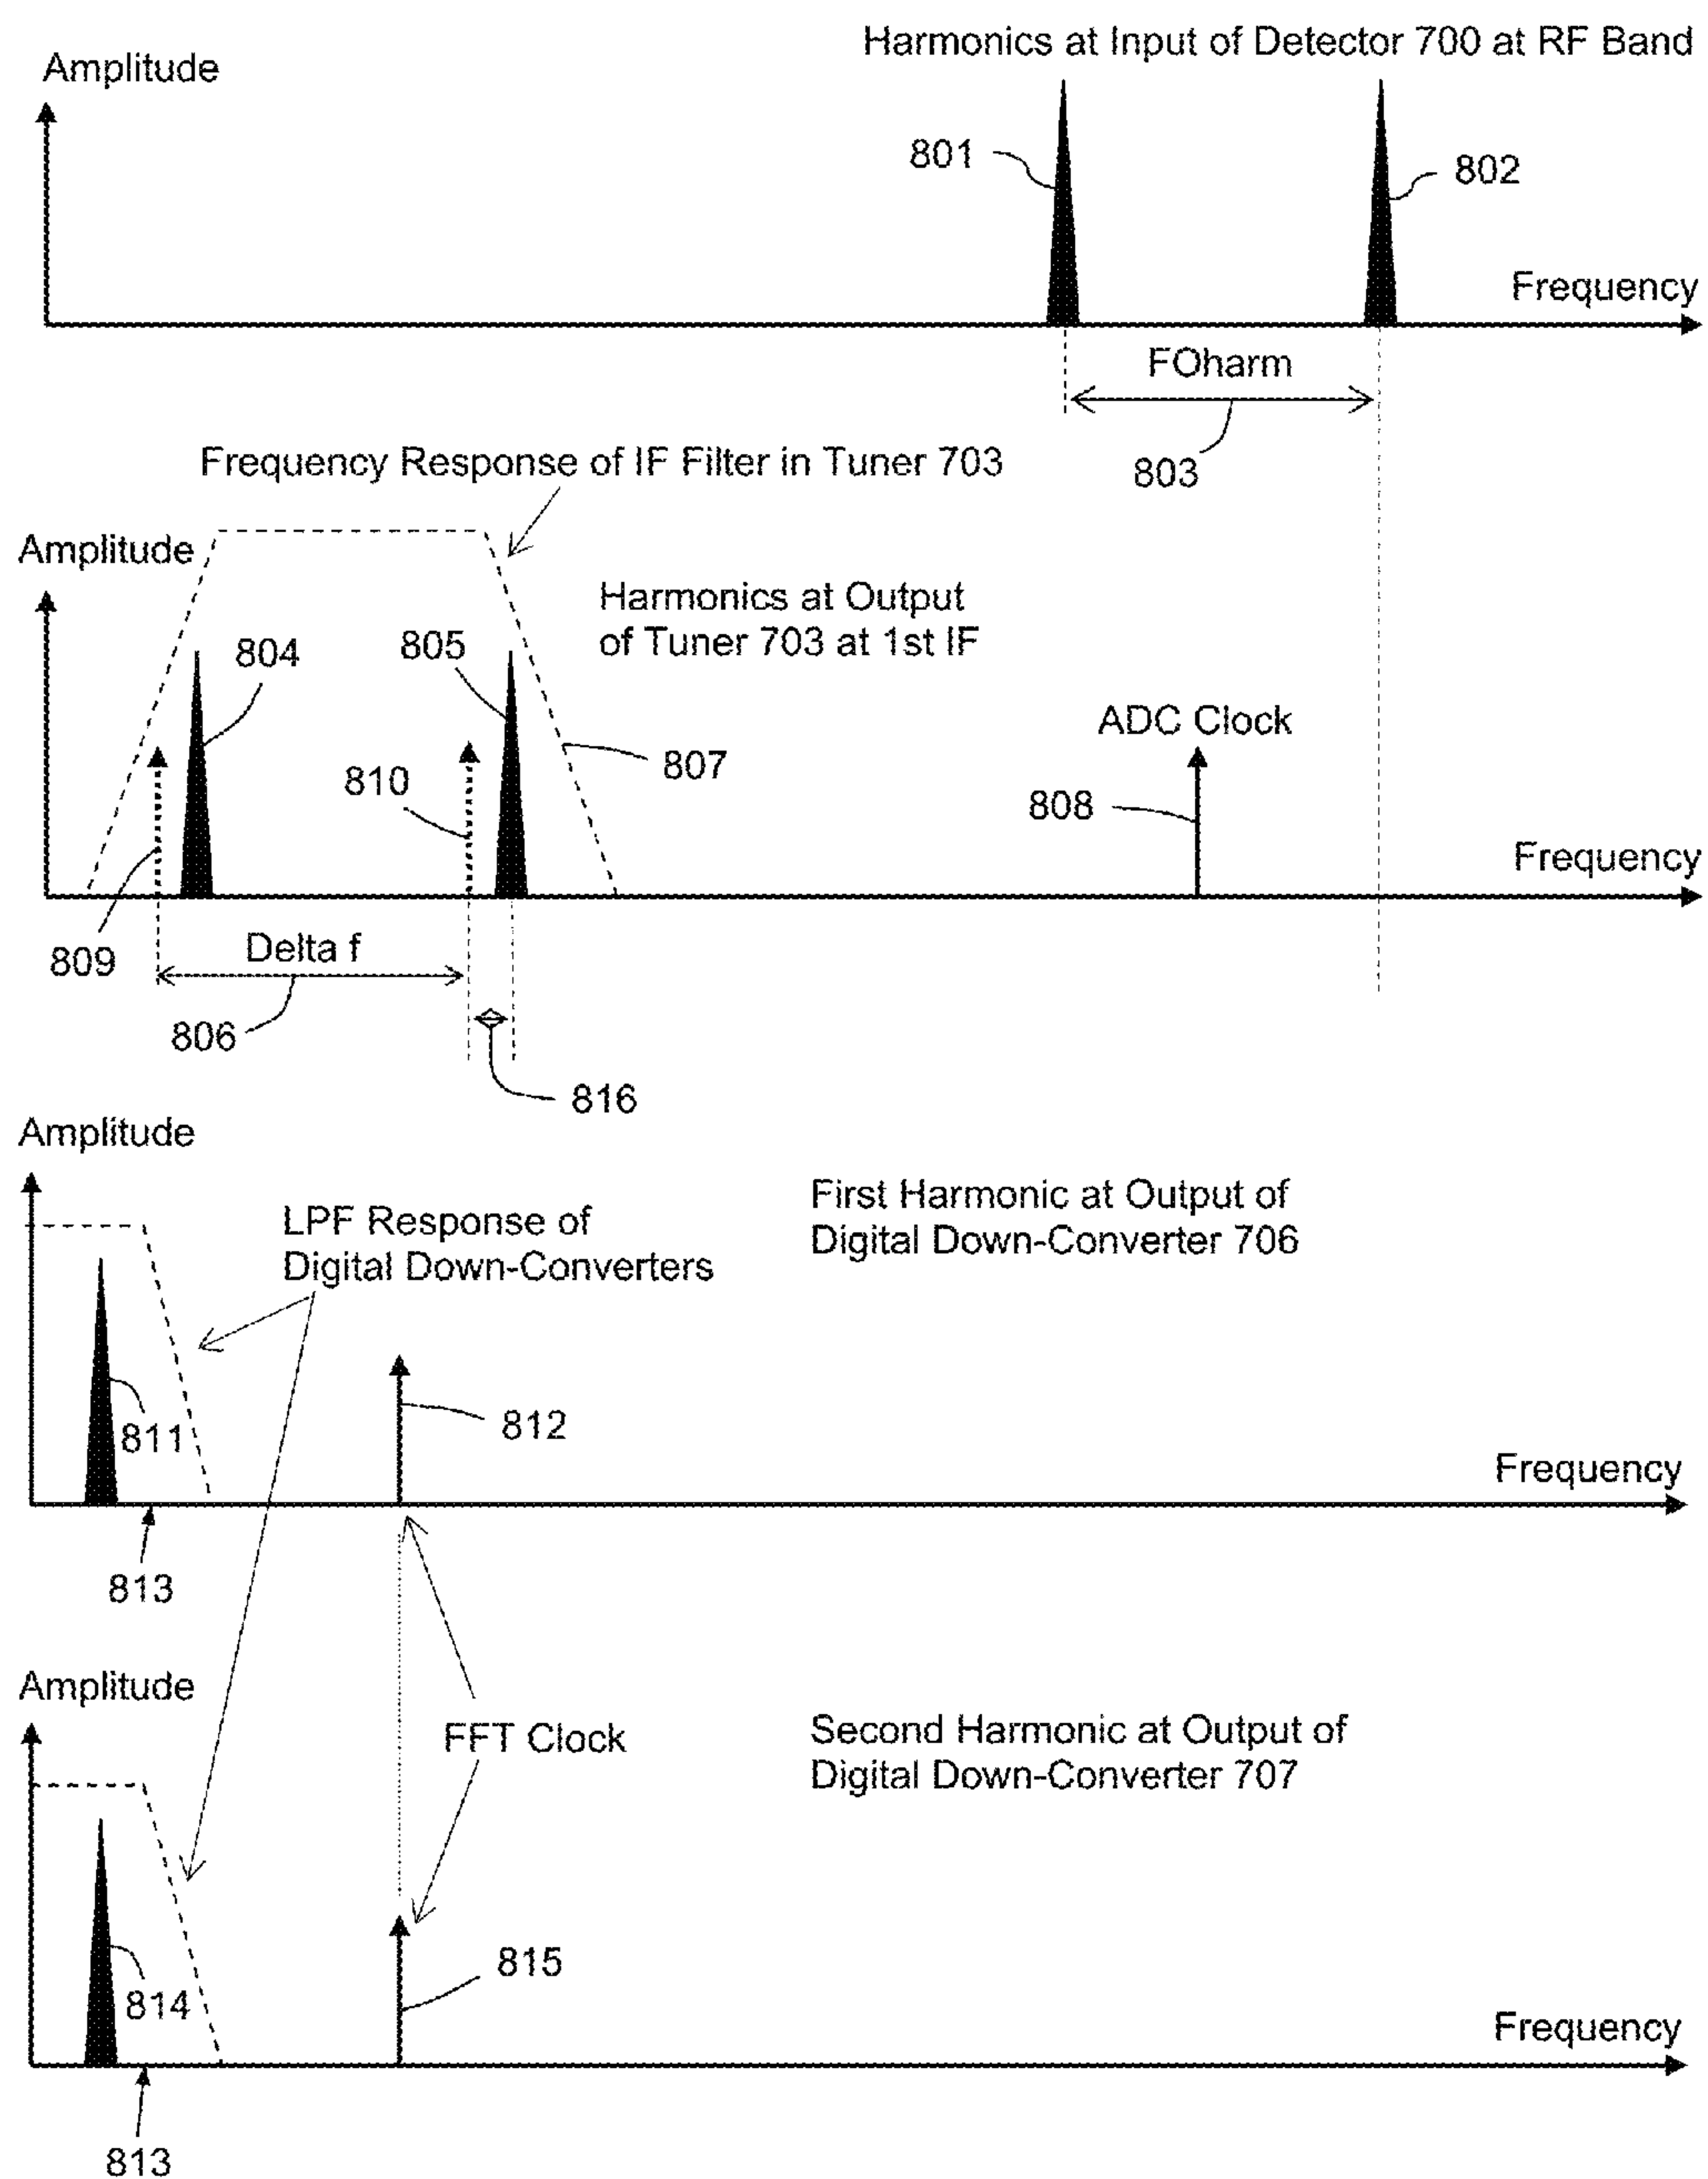 Harmonics at Input of Detector 700 at RF Band
Amplitude
801
802
Frequency
FOharm
803
Frequency Response of IF Filter in Tuner 703
Amplitude
Harmonics at Output
of Tuner 703 at 1st IF
804
805
ADC Clock
807
810
808
Frequency
809
Delta f
806
816
Amplitude
First Harmonic at Output of
Digital Down-Converter 706
LPF Response of
Digital Down-Converters
811
812
Frequency
813
Amplitude
FFT Clock
Second Harmonic at Output of
Digital Down-Converter 707
815
814
Frequency
813